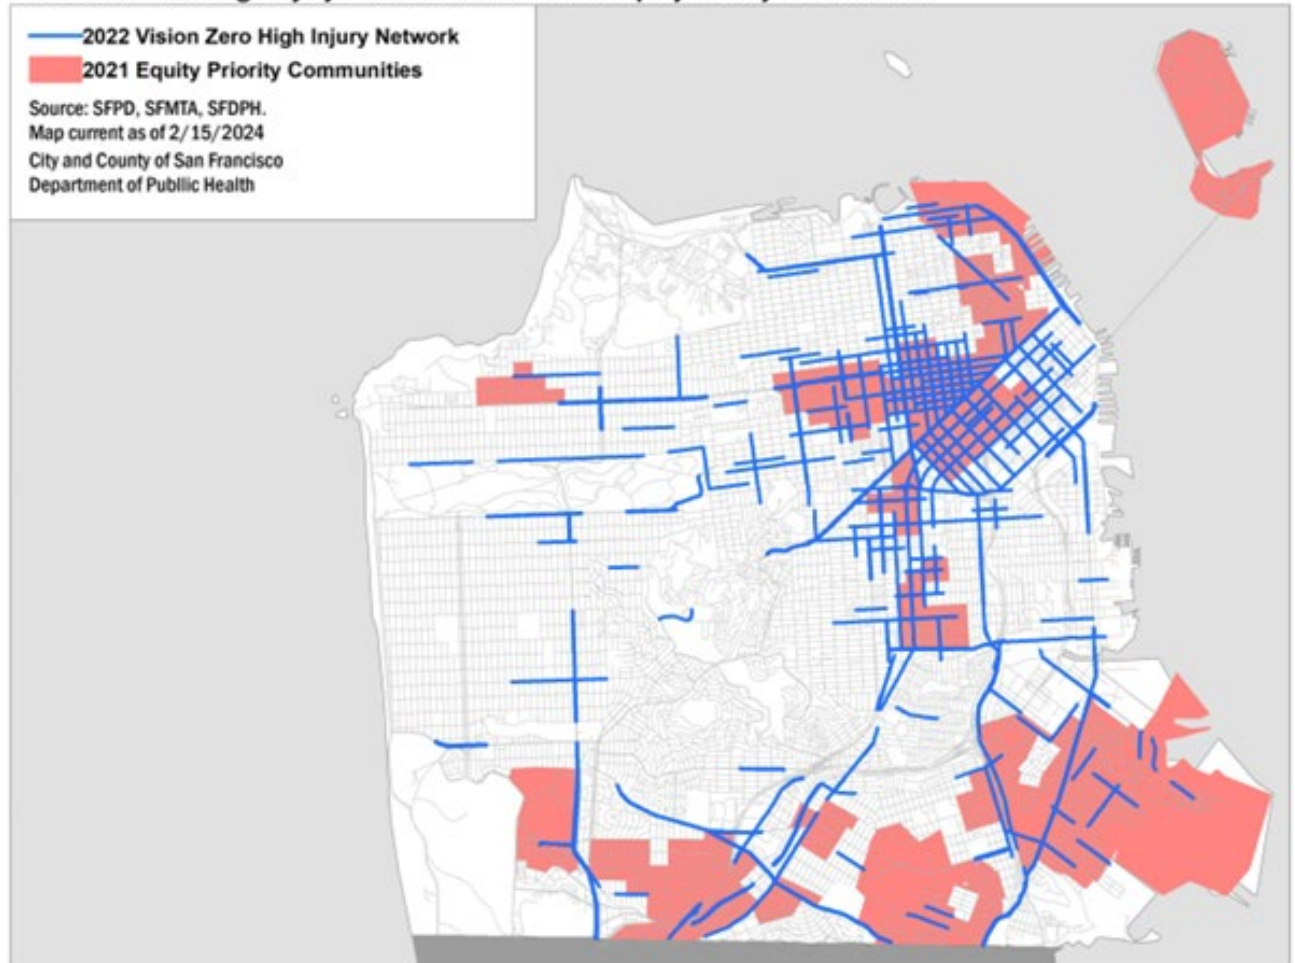 2022 Vision Zero High Injury Network
2021 Equity Priority Communities
Source: SFPD, SFMTA, SFDPH.
Map current as of 2/15/2024
City and County of San Francisco
Department of Publlic Health